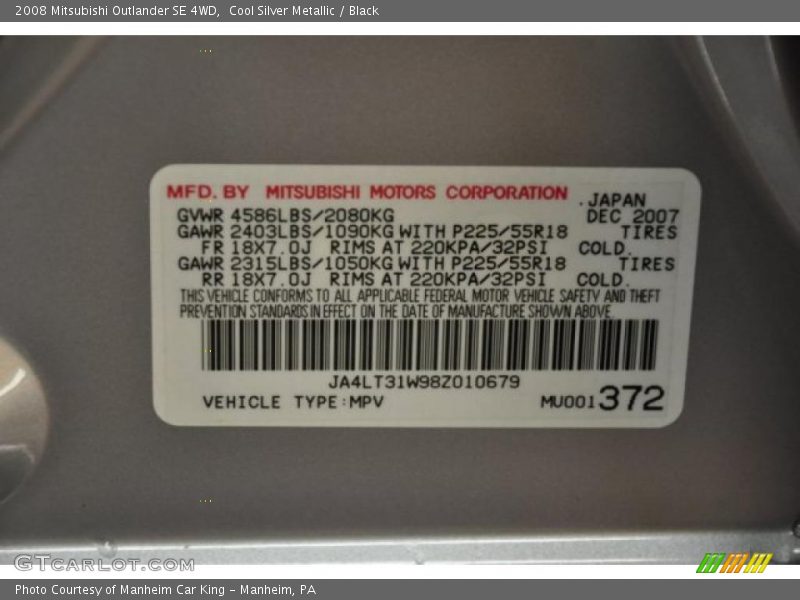 2008 Mitsubishi Outlander SE 4WD,  Cool Silver Metallic / Black
MFD. BY  MITSUBISHI MOTORS CORPORATION  .JAPAN
GVWR 4586LBS/2080KG  DEC 2007
GAWR 2403LBS/1090KG WITH P225/55R18  TIRES
FR 18X7.0J  RIMS AT 220KPA/32PSI  COLD.
GAWR 2315LBS/1050KG WITH P225/55R18  TIRES
RR 18X7.0J  RIMS AT 220KPA/32PSI  COLD.
THIS VEHICLE CONFORMS TO ALL APPLICABLE FEDERAL MOTOR VEHICLE SAFETY AND THEFT
PREVENTION STANDARDS IN EFFECT ON THE DATE OF MANUFACTURE SHOWN ABOVE.
JA4LT31W98Z010679
VEHICLE TYPE:MPV  MU001372
GTCarLot.com
Photo Courtesy of Manheim Car King - Manheim, PA